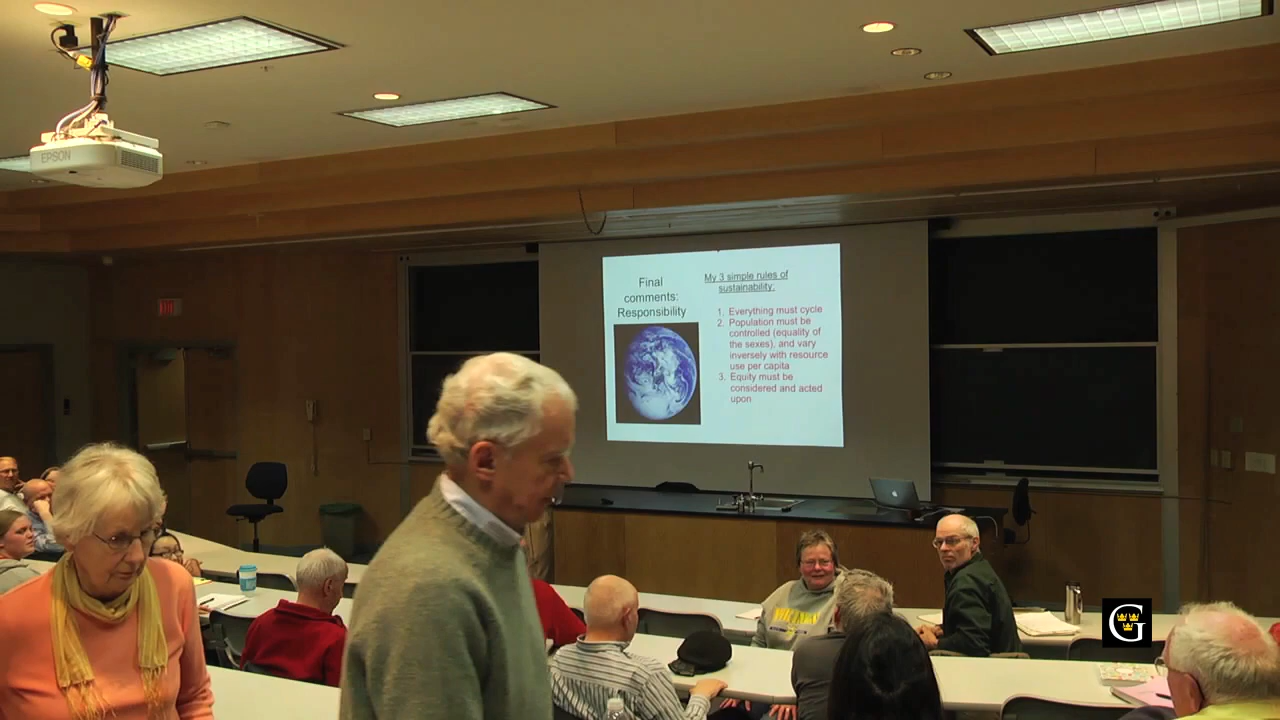 EPSON
EXIT
Final
comments:
Responsibility
My 3 simple rules of
sustainability:
1. Everything must cycle
2. Population must be
controlled (equality of
the sexes), and vary
inversely with resource
use per capita
3. Equity must be
considered and acted
upon
G